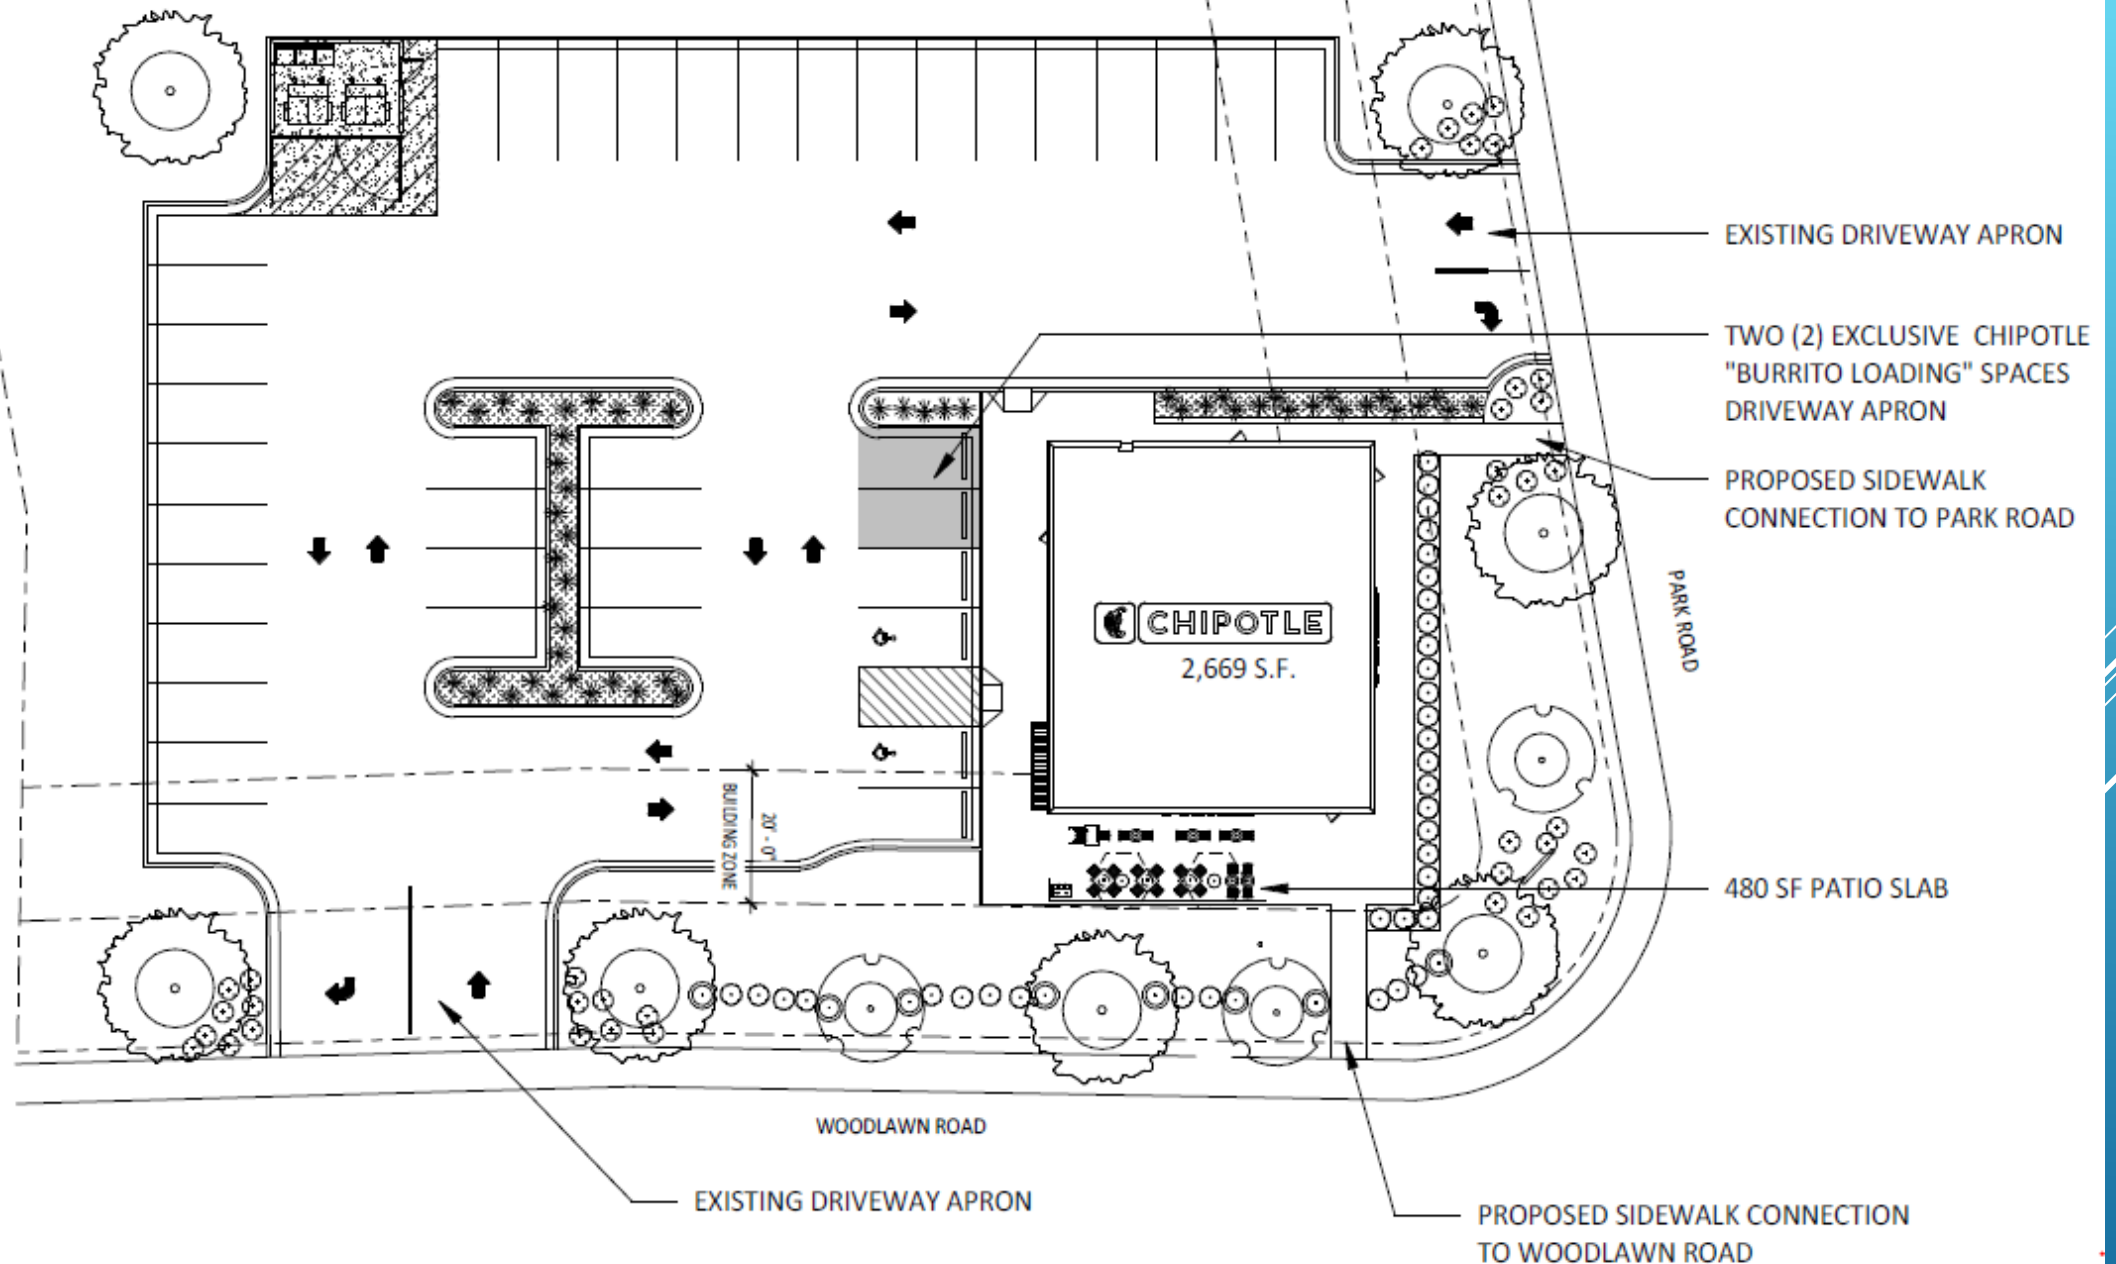 EXISTING DRIVEWAY APRON
TWO (2) EXCLUSIVE CHIPOTLE
"BURRITO LOADING" SPACES
DRIVEWAY APRON
PROPOSED SIDEWALK
CONNECTION TO PARK ROAD
PARK ROAD
CHIPOTLE
2,669 S.F.
20' - 0"
BUILDING ZONE
480 SF PATIO SLAB
WOODLAWN ROAD
EXISTING DRIVEWAY APRON
PROPOSED SIDEWALK CONNECTION
TO WOODLAWN ROAD